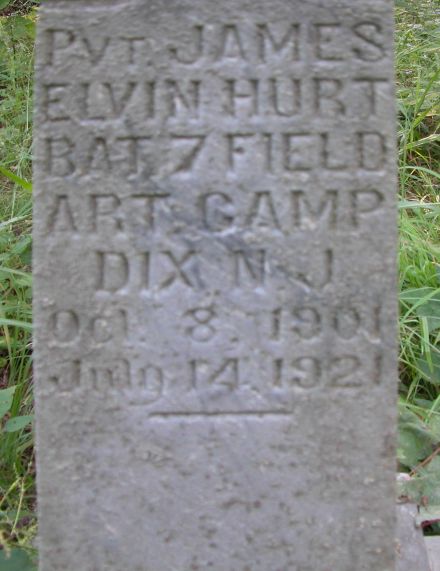 PVT. JAMES
ELVIN HURT
BAT. 7 FIELD
ART. CAMP
DIX. N. J
Oct. 8, 1901
July 14, 1921